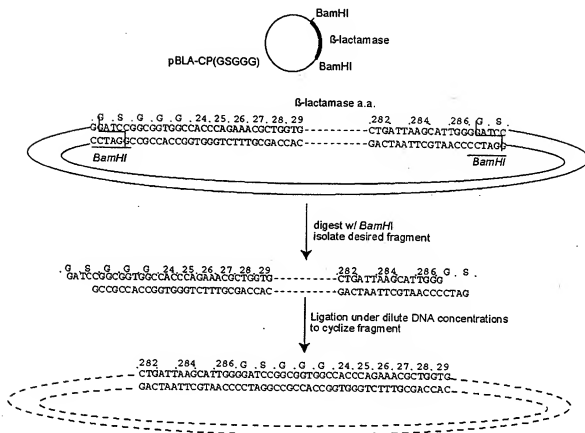 BamHI
ß-lactamase
pBLA-CP(GSGGG)
BamHI
ß-lactamase a.a.
. G . S . G . G . G . 24. 25. 26. 27. 28. 29 .282 .284 .286 . G . S .
GGATCCGGCGGTGGCCACCCAGAAACGCTGGTG ---------- CTGATTAAGCATTGGGGATCC
CCTAGGCCGCCACCGGTGGGTCTTTGCGACCAC ---------- GACTAATTCGTAACCCCTAGG
BamHI BamHI
digest w/ BamHI
isolate desired fragment
. G . S . G . G . G . 24. 25. 26. 27. 28. 29 .282 .284 .286 . G . S .
GATCCGGCGGTGGCCACCCAGAAACGCTGGTG ---------- CTGATTAAGCATTGGG
GCCGCCACCGGTGGGTCTTTGCGACCAC ---------- GACTAATTCGTAACCCCTAG
Ligation under dilute DNA concentrations
to cyclize fragment
.282 .284 .286 . G . S . G . G . G . 24. 25. 26. 27. 28. 29
CTGATTAAGCATTGGGGATCCGGCGGTGGCCACCCAGAAACGCTGGTG
GACTAATTCGTAACCCCTAGGCCGCCACCGGTGGGTCTTTGCGACCAC